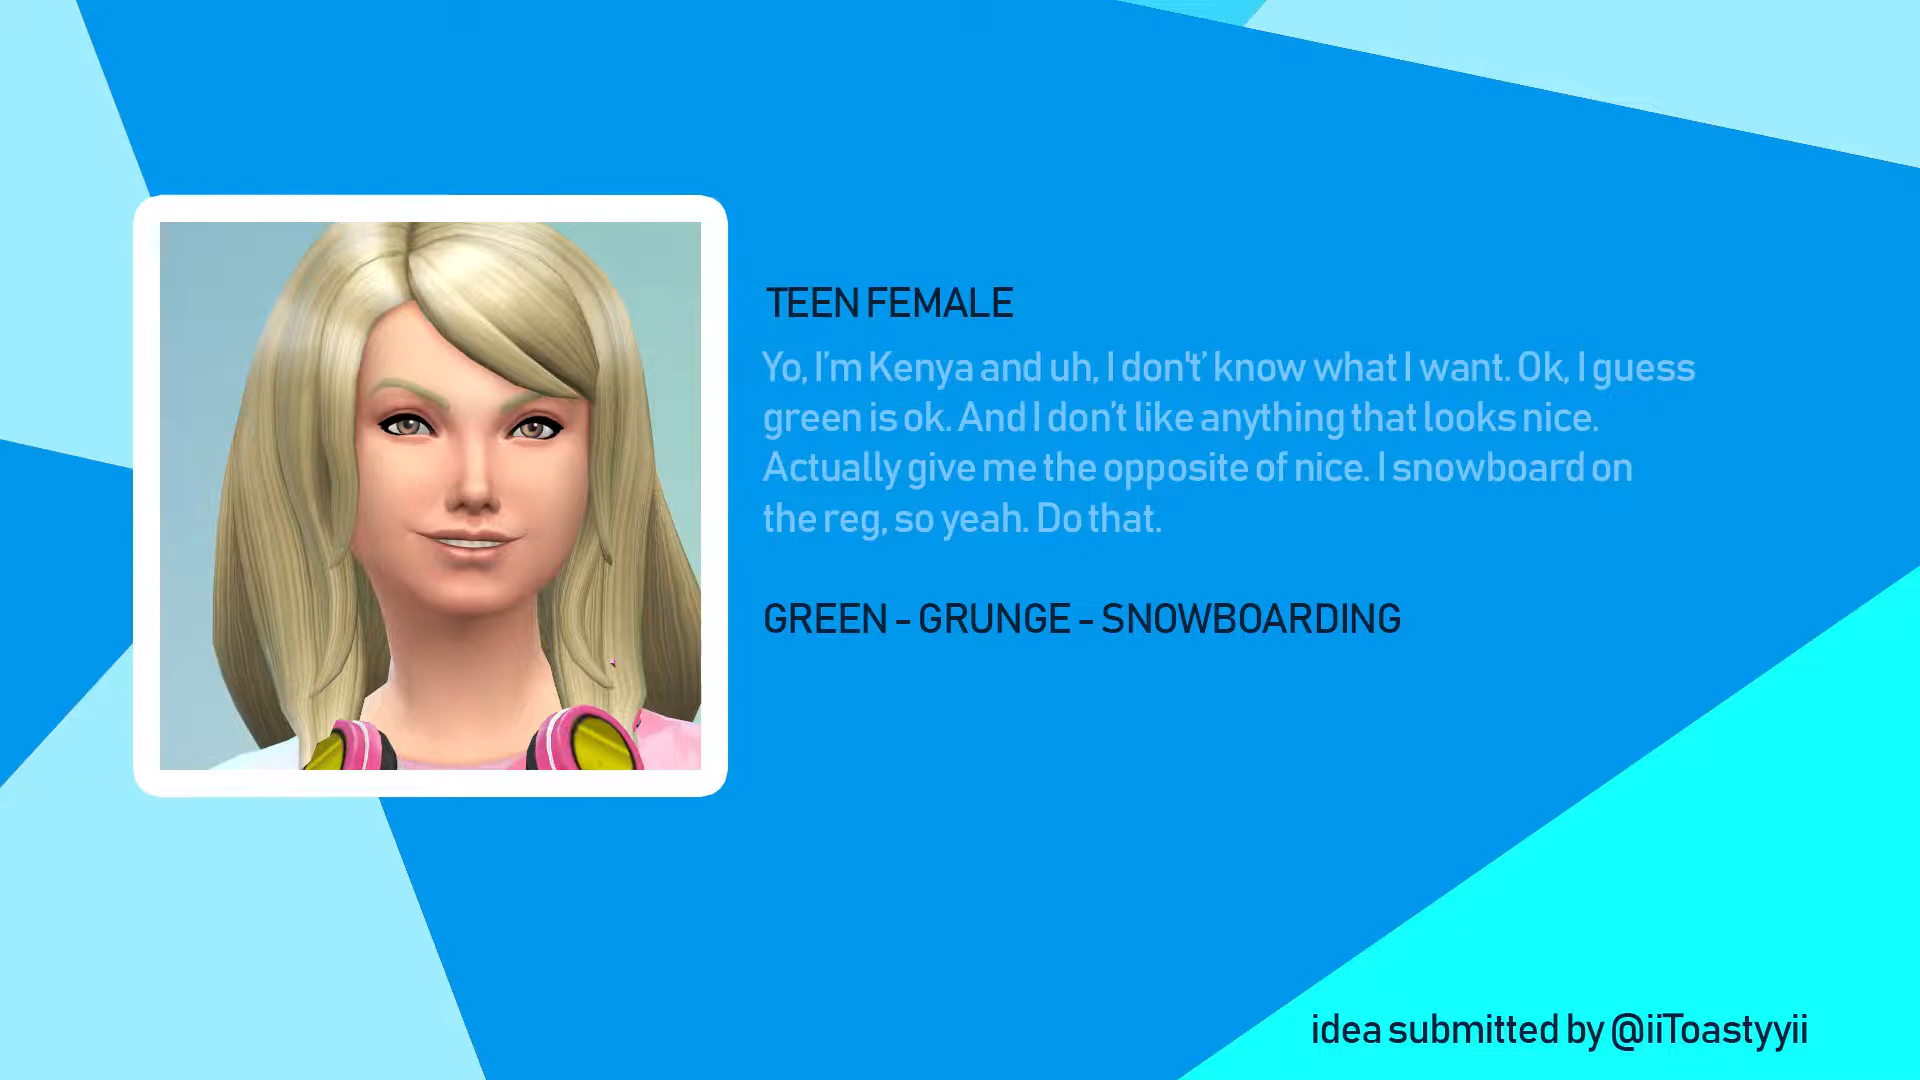 TEEN FEMALE
Yo, I'm Kenya and uh, I don't' know what I want. Ok, I guess
green is ok. And I don't like anything that looks nice.
Actually give me the opposite of nice. I snowboard on
the reg, so yeah. Do that.
GREEN - GRUNGE - SNOWBOARDING
idea submitted by @iiToastyyii